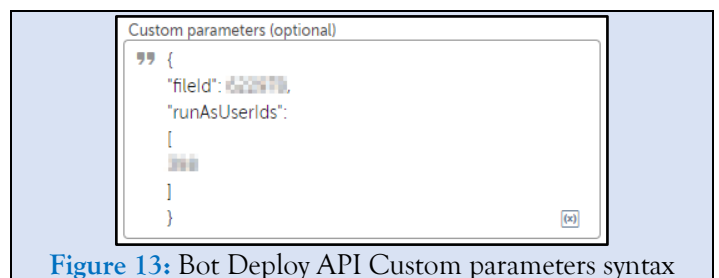 Custom parameters (optional)
{
"fileId":
"runAsUserIds":
[
]
}
(x)
Figure 13: Bot Deploy API Custom parameters syntax